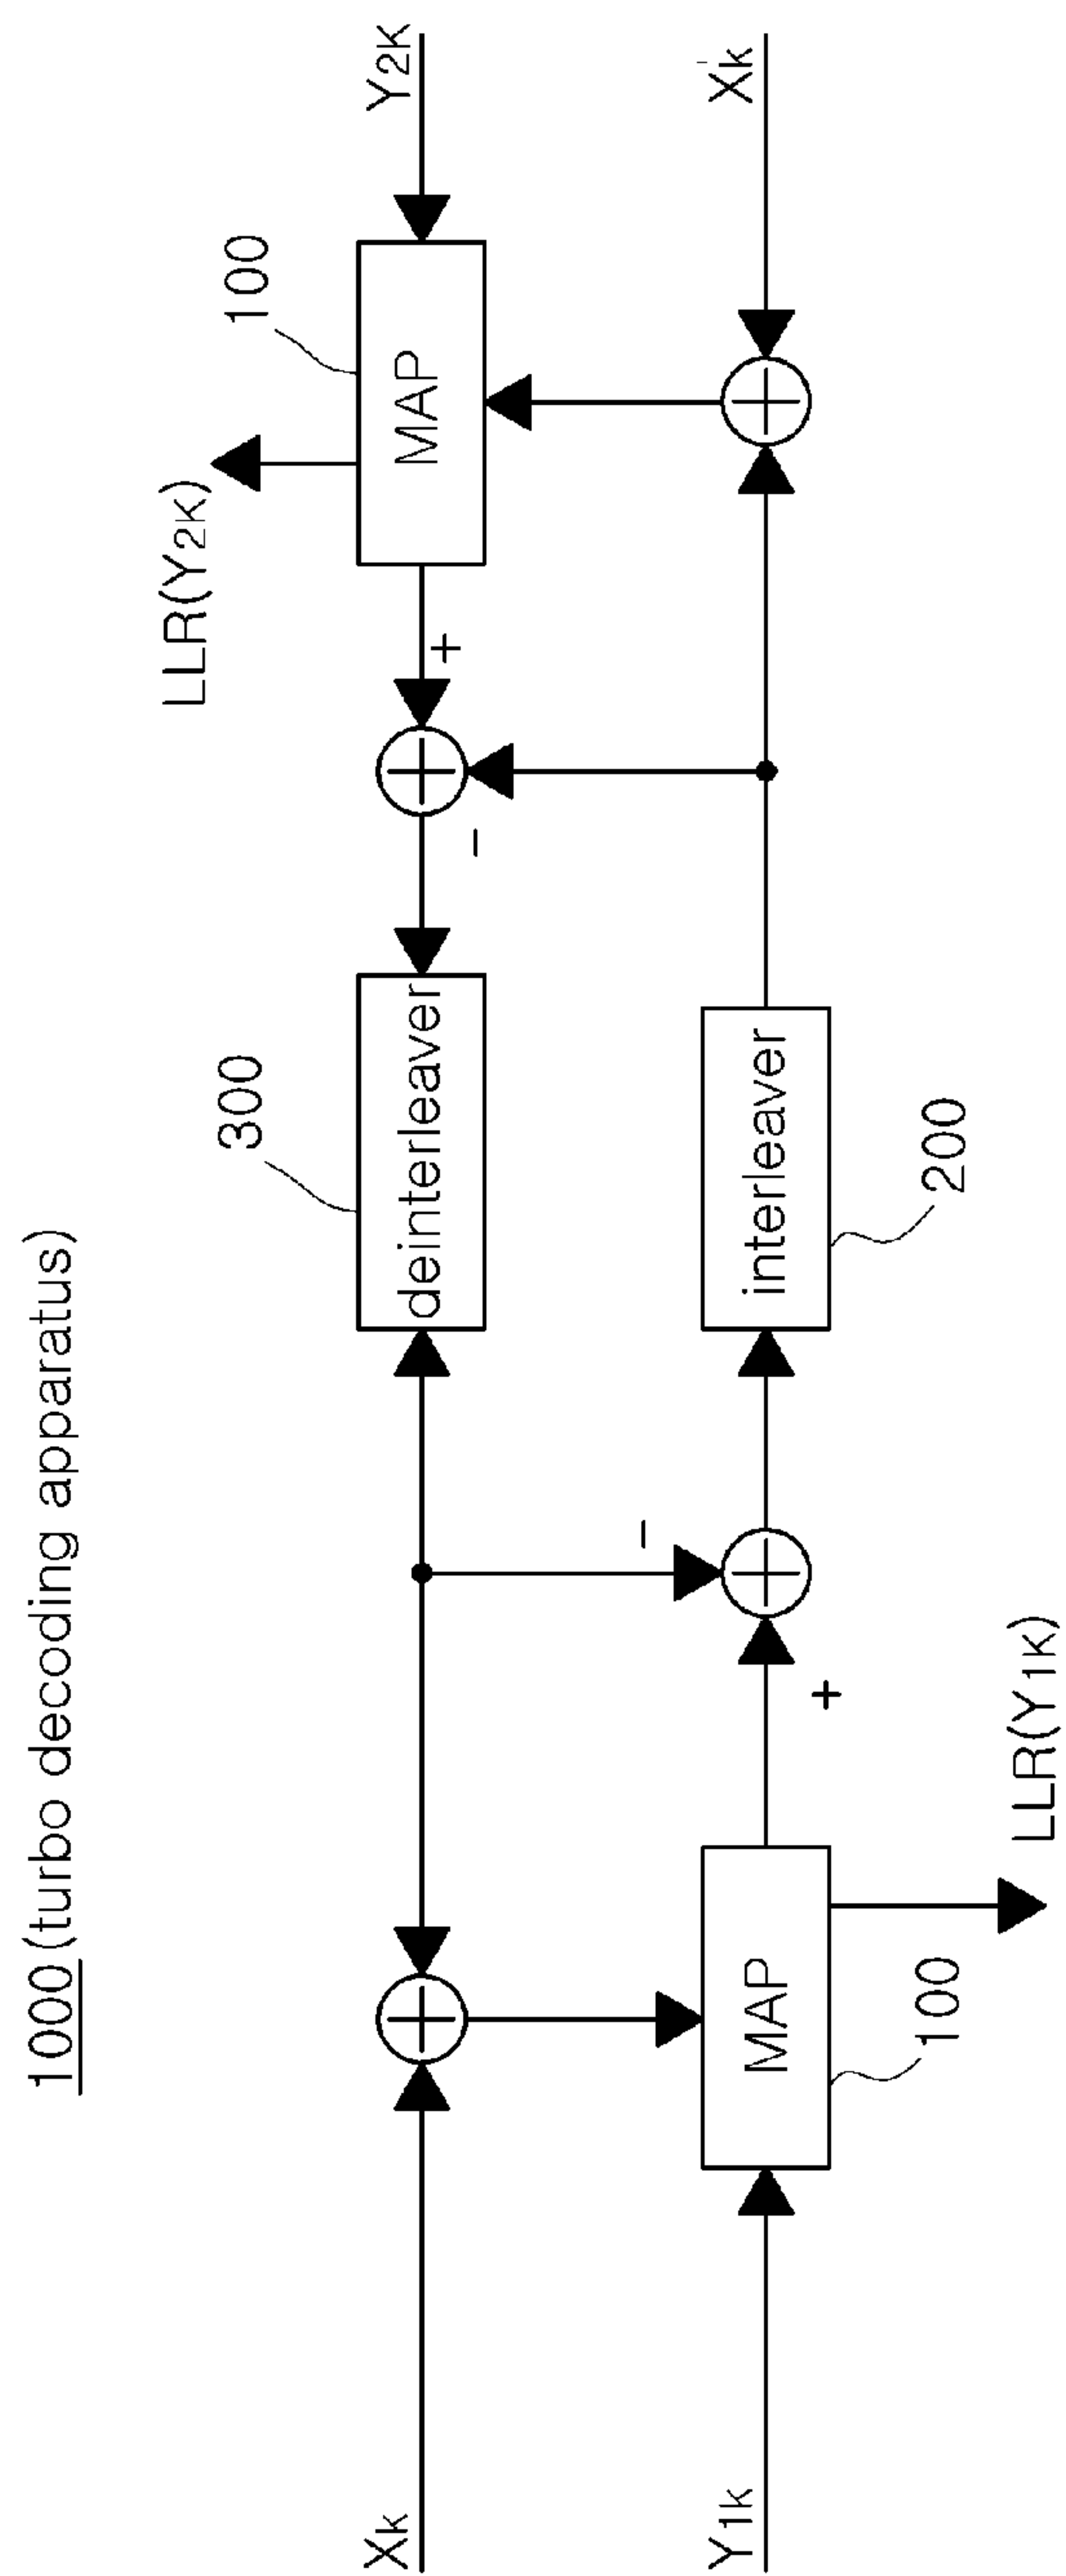 1000 (turbo decoding apparatus)
LLR(Y2K)
300
100
Xk
deinterleaver
+
MAP
Y2K
-
-
Y1k
MAP
+
interleaver
X'k
100
200
LLR(Y1K)